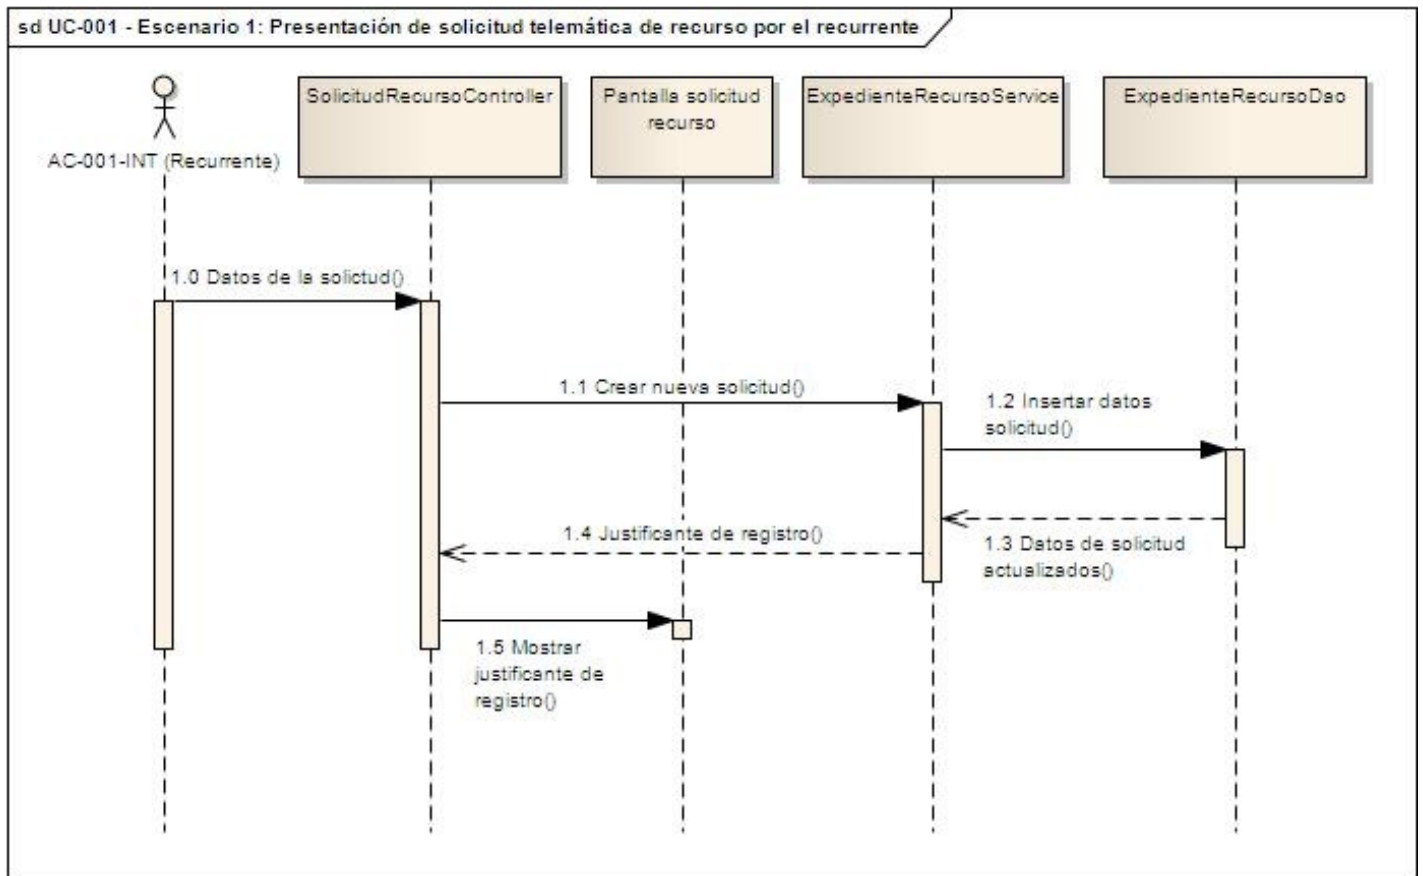 sd UC-001 - Escenario 1: Presentación de solicitud telemática de recurso por el recurrente
AC-001-INT (Recurrente)
SolicitudRecursoController
Pantalla solicitud
recurso
ExpedienteRecursoService
ExpedienteRecursoDao
1.0 Datos de la solictud()
1.1 Crear nueva solicitud()
1.2 Insertar datos
solicitud()
1.3 Datos de solicitud
actualizados()
1.4 Justificante de registro()
1.5 Mostrar
justificante de
registro()